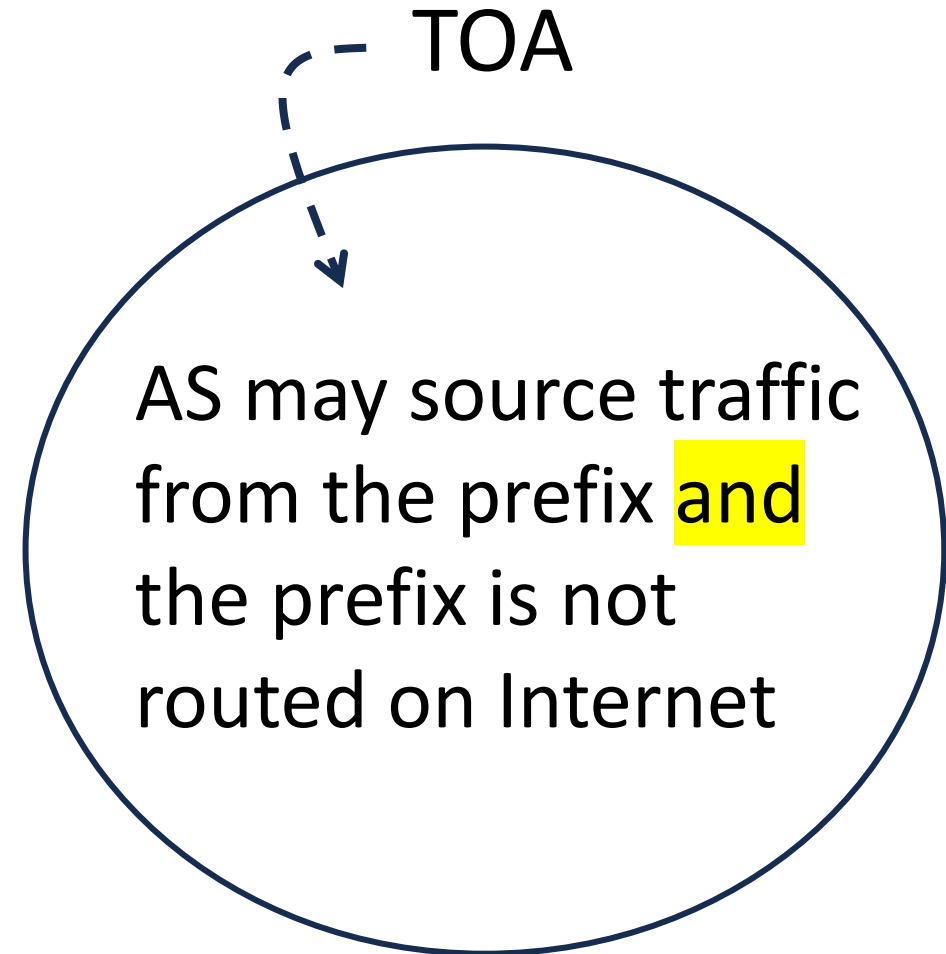 TOA
AS may source traffic
from the prefix and
the prefix is not
routed on Internet